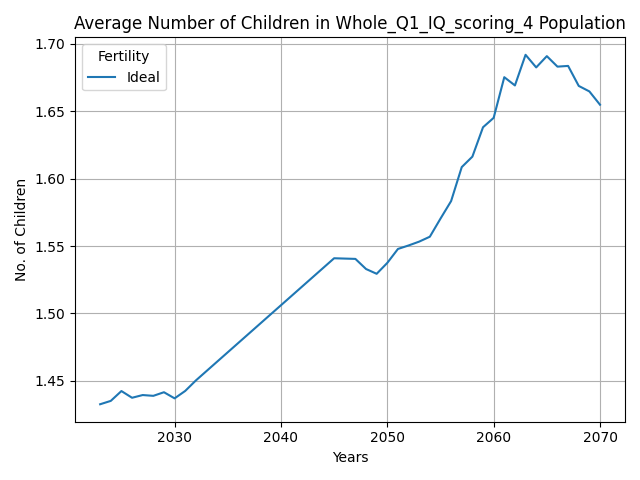 Average Number of Children in Whole_Q1_IQ_scoring_4 Population
Fertility
Ideal
No. of Children
1.70
1.65
1.60
1.55
1.50
1.45
2030 2040 2050 2060 2070
Years